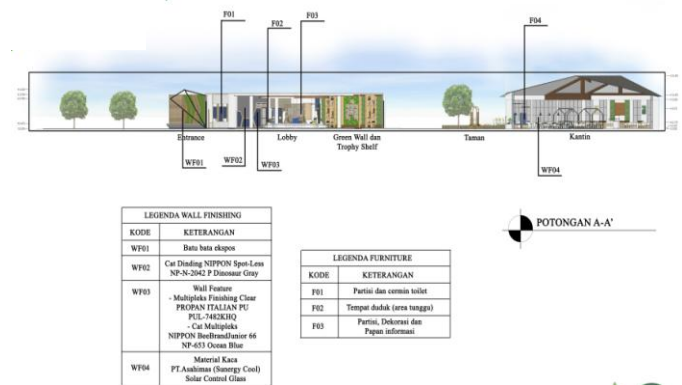 F01
F02
F03
F04
Entrance
Lobby
Green Wall dan
Trophy Shelf
Taman
Kantin
WF01
WF02
WF03
WF04
POTONGAN A-A'
LEGENDA WALL FINISHING
KODE KETERANGAN
WF01 Batu bata ekspos
WF02 Cat Dinding NIPPON Spot-Less
NP-N-2042 P Dinosaur Gray
WF03 Wall Feature
- Multipleks Finishing Clear
PROPAN ITALIAN PU
PUL-7482KHQ
- Cat Multipleks
NIPPON BeeBrandJunior 66
NP-653 Ocean Blue
WF04 Material Kaca
PT.Asahimas (Sunergy Cool)
Solar Control Glass
LEGENDA FURNITURE
KODE KETERANGAN
F01 Partisi dan cermin toilet
F02 Tempat duduk (area tunggu)
F03 Partisi, Dekorasi dan
Papan informasi